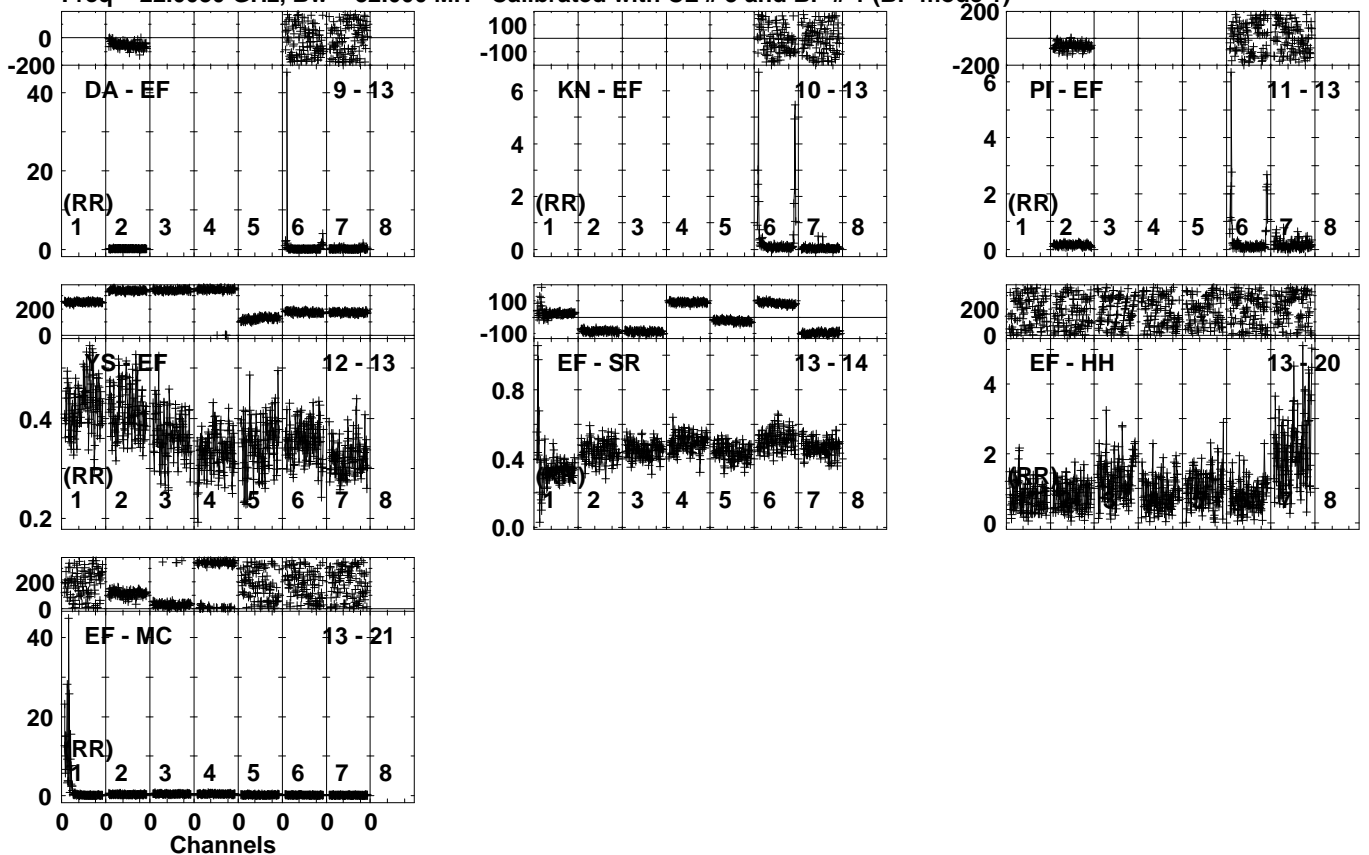 0
-200
DA - EF
9 - 13
40
20
0
(RR)
1 2 3 4 5 6 7 8
100
-100
KN - EF
10 - 13
6
4
2
0
(RR)
1 2 3 4 5 6 7 8
200
-200
PI - EF
11 - 13
6
4
2
0
(RR)
1 2 3 4 5 6 7 8
200
0
YS - EF
12 - 13
0.4
0.2
(RR)
1 2 3 4 5 6 7 8
100
-100
EF - SR
13 - 14
0.8
0.4
0.0
(RR)
1 2 3 4 5 6 7 8
200
0
EF - HH
13 - 20
4
2
0
(RR)
7 8
200
0
EF - MC
13 - 21
40
20
0
(RR)
1 2 3 4 5 6 7 8
0 0 0 0 0 0 0 0
Channels